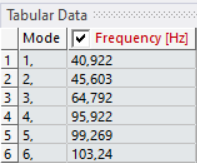 Tabular Data
Mode Frequency [Hz]
1 1, 40,922
2 2, 45,603
3 3, 64,792
4 4, 95,922
5 5, 99,269
6 6, 103,24